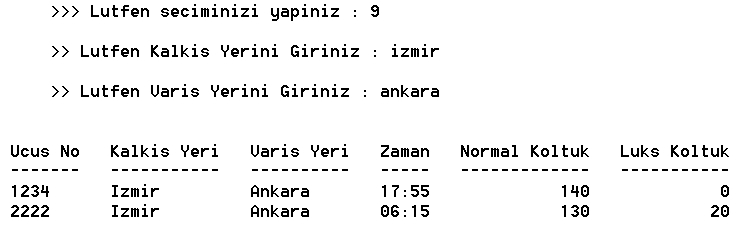 >>> Lutfen seciminizi yapiniz : 9
>> Lutfen Kalkis Yerini Giriniz : izmir
>> Lutfen Varis Yerini Giriniz : ankara
Ucus No   Kalkis Yeri   Varis Yeri   Zaman   Normal Koltuk   Luks Koltuk
-------   -----------   ----------   -----   -------------   -----------
1234      Izmir         Ankara       17:55             140             0
2222      Izmir         Ankara       06:15             130            20